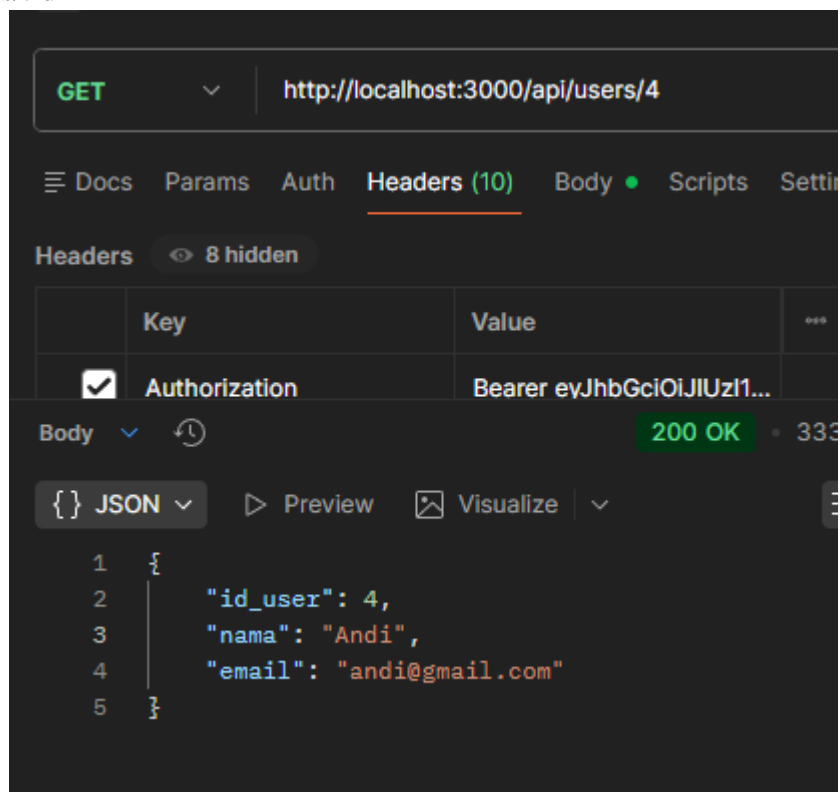 GET http://localhost:3000/api/users/4
Docs Params Auth Headers (10) Body Scripts
Headers 8 hidden
Key Value
Authorization Bearer eyJhbGciOiJIUzI1...
Body 200 OK 333
{} JSON Preview Visualize
1 {
2 "id_user": 4,
3 "nama": "Andi",
4 "email": "andi@gmail.com"
5 }